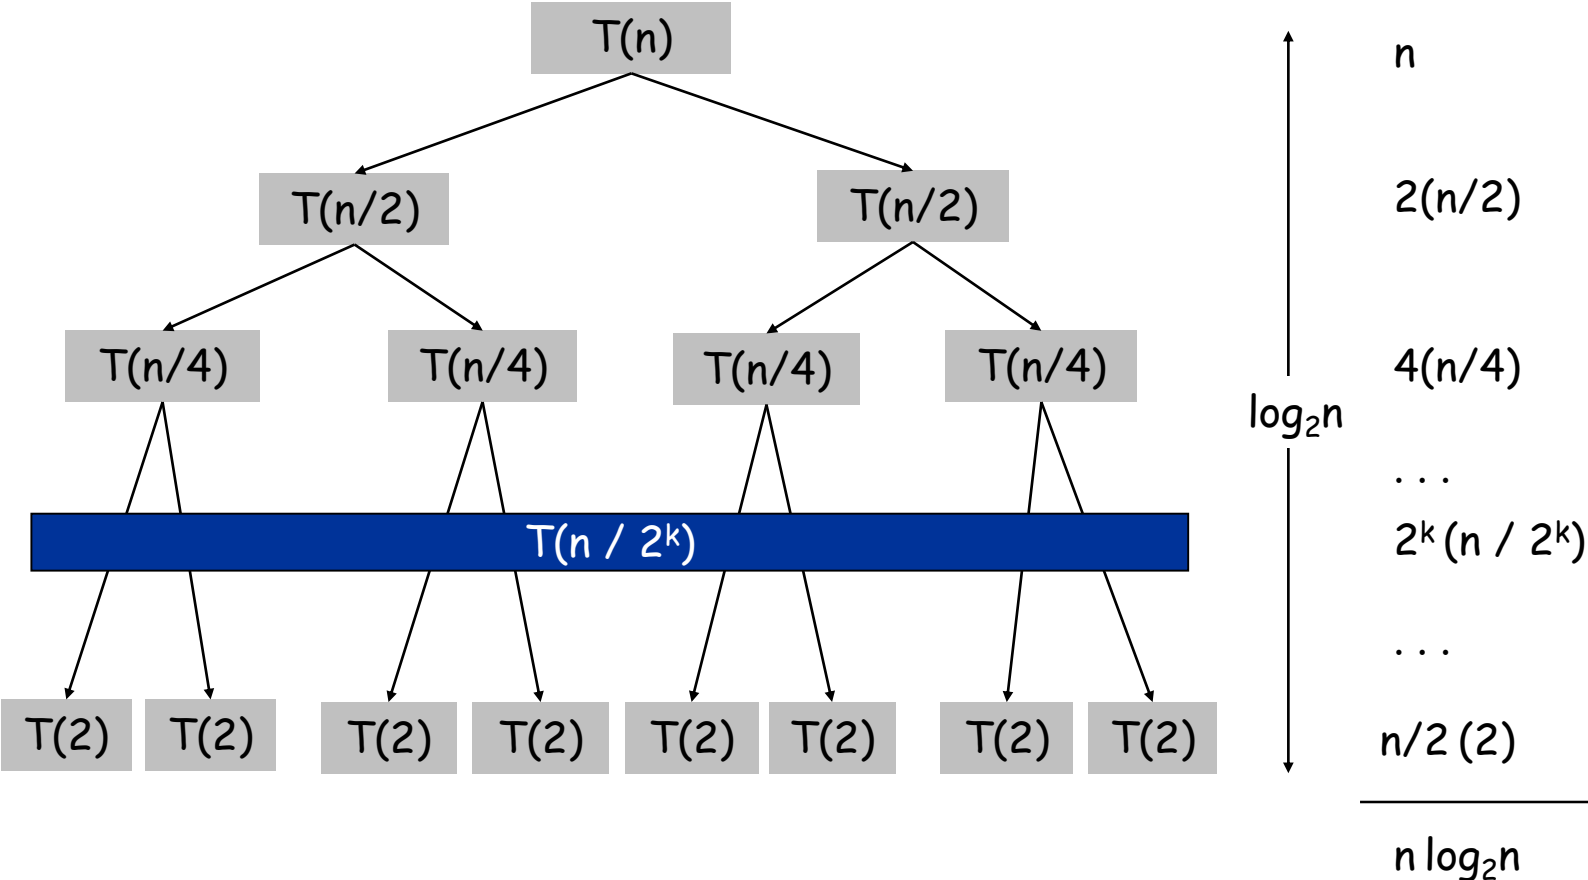 T(n)
n
T(n/2)
T(n/2)
2(n/2)
T(n/4)
T(n/4)
T(n/4)
T(n/4)
4(n/4)
log₂n
. . .
T(n / 2ᵏ)
2ᵏ (n / 2ᵏ)
. . .
T(2)
T(2)
T(2)
T(2)
T(2)
T(2)
T(2)
T(2)
n/2 (2)
n log₂n